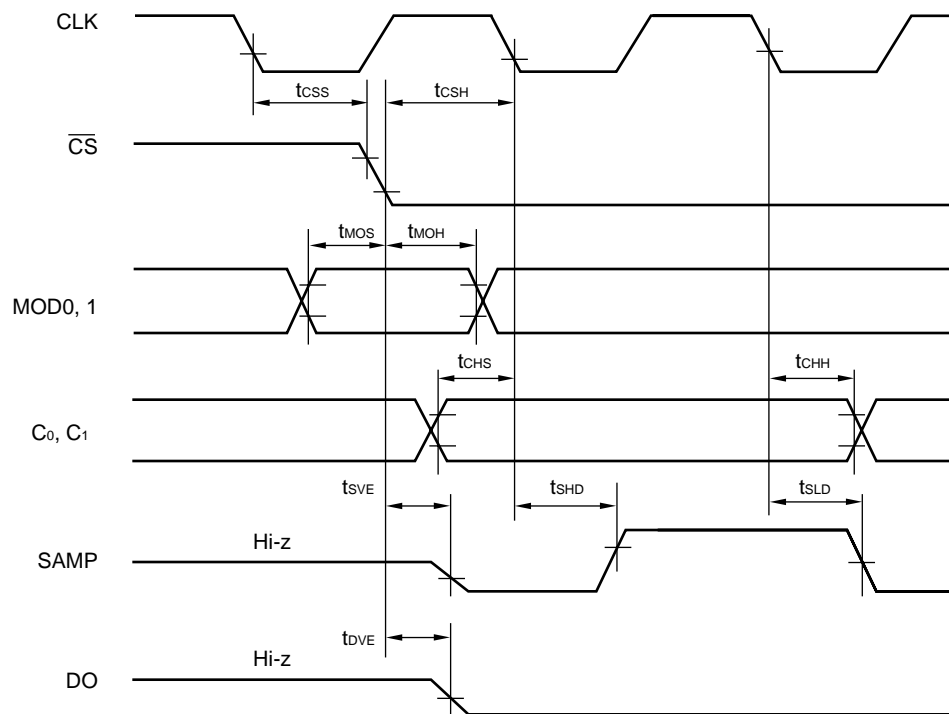 CLK
tCSS
tCSH
CS
tMOS
tMOH
MOD0, 1
tCHS
tCHH
C0, C1
tSVE
tSHD
tSLD
Hi-z
SAMP
tDVE
Hi-z
DO